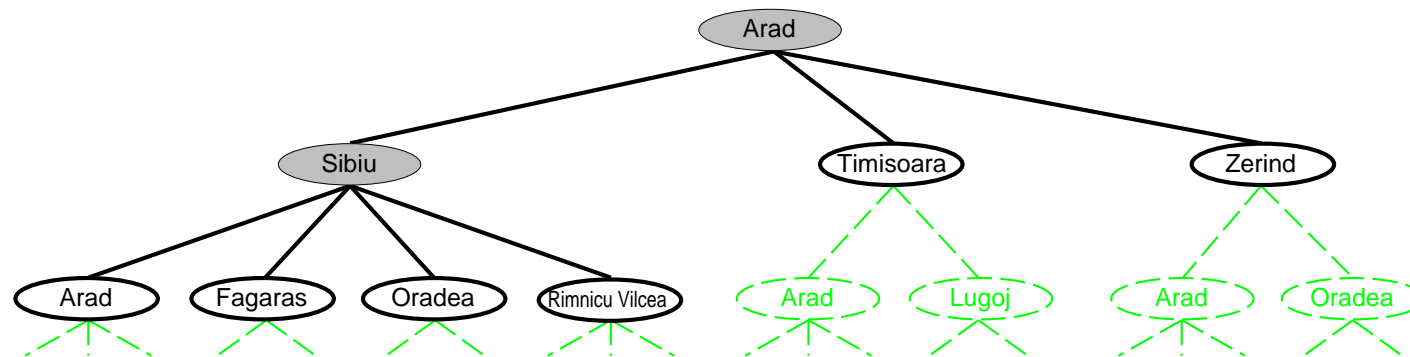 Arad
Sibiu
Timisoara
Zerind
Arad
Fagaras
Oradea
Rimnicu Vilcea
Arad
Lugoj
Arad
Oradea